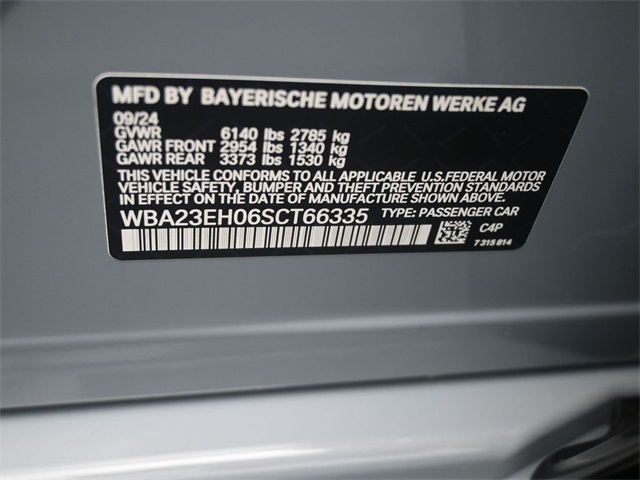 MFD BY BAYERISCHE MOTOREN WERKE AG
09/24
GVWR 6140 lbs 2785 kg
GAWR FRONT 2954 lbs 1340 kg
GAWR REAR 3373 lbs 1530 kg
THIS VEHICLE CONFORMS TO ALL APPLICABLE U.S.FEDERAL MOTOR
VEHICLE SAFETY, BUMPER AND THEFT PREVENTION STANDARDS
IN EFFECT ON THE DATE OF MANUFACTURE SHOWN ABOVE.
WBA23EH06SCT66335 TYPE: PASSENGER CAR
C4P
7 315 814